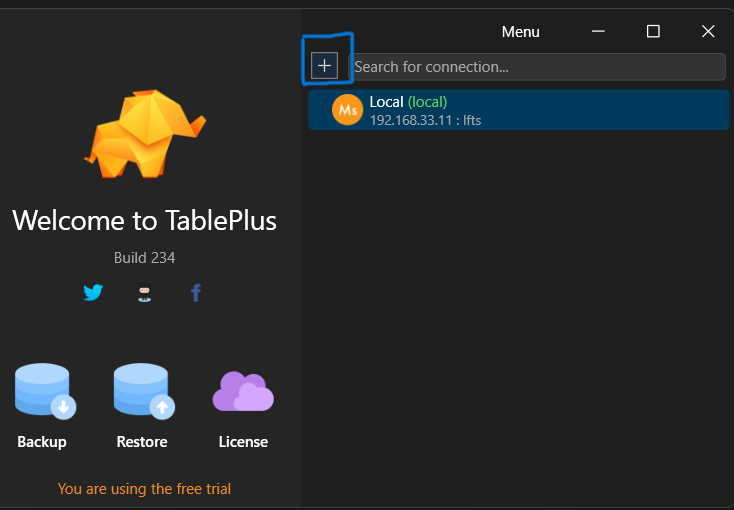 Menu
+
Search for connection...
Ms
Local (local)
192.168.33.11 : lfts
Welcome to TablePlus
Build 234
Backup
Restore
License
You are using the free trial